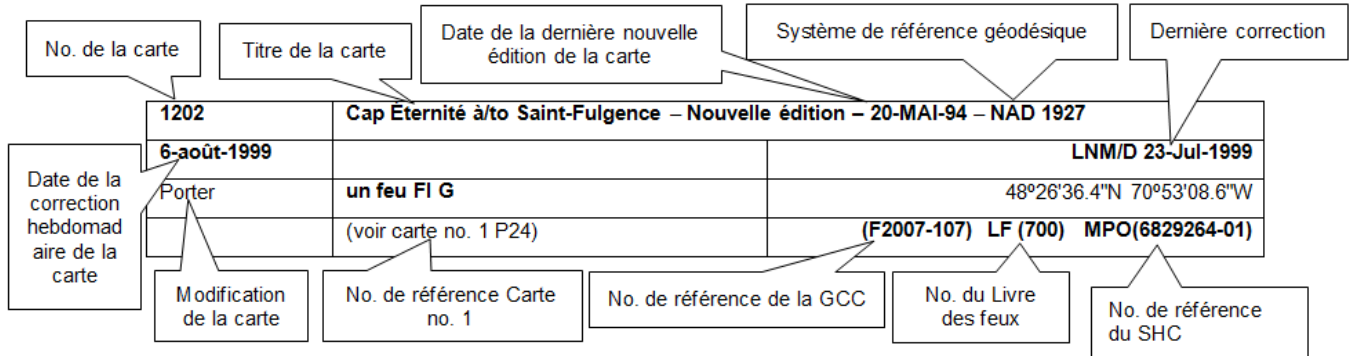 No. de la carte
Titre de la carte
Date de la dernière nouvelle
édition de la carte
Système de référence géodésique
Dernière correction
1202
Cap Éternité à/to Saint-Fulgence – Nouvelle édition – 20-MAI-94 – NAD 1927
6-août-1999
LNM/D 23-Jul-1999
Date de la
correction
hebdomad
aire de la
carte
Porter
un feu Fl G
48º26'36.4"N 70º53'08.6"W
(voir carte no. 1 P24)
(F2007-107) LF (700) MPO(6829264-01)
Modification
de la carte
No. de référence Carte
no. 1
No. de référence de la GCC
No. du Livre
des feux
No. de référence
du SHC